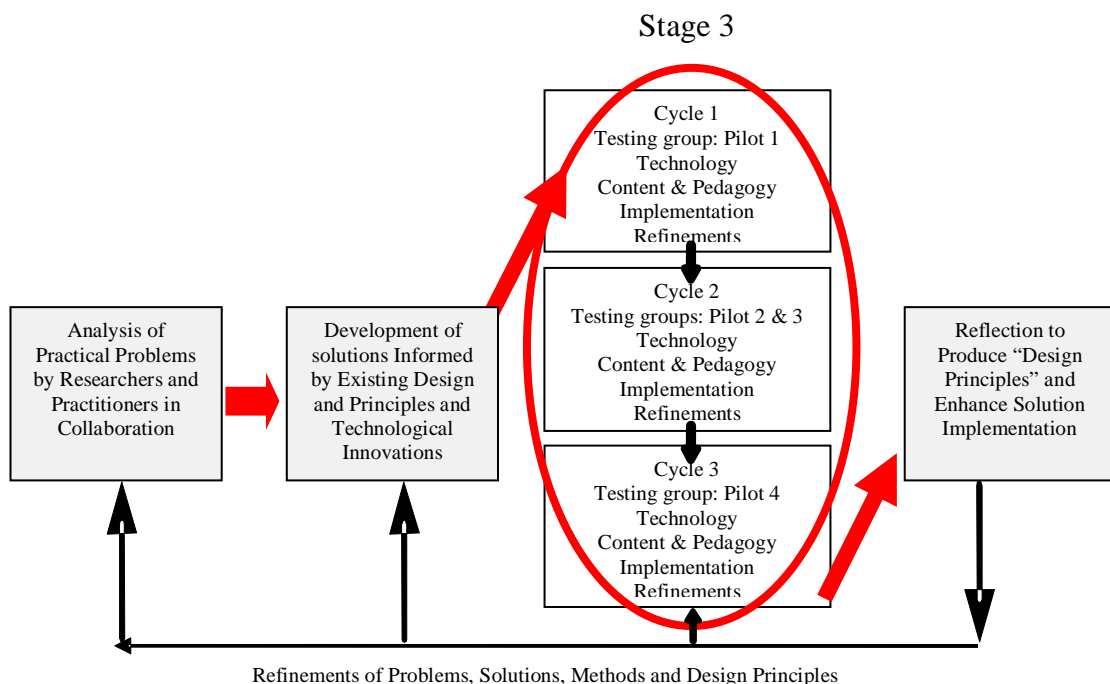 Stage 3
Analysis of
Practical Problems
by Researchers and
Practitioners in
Collaboration
Development of
solutions Informed
by Existing Design
and Principles and
Technological
Innovations
Cycle 1
Testing group: Pilot 1
Technology
Content & Pedagogy
Implementation
Refinements
Cycle 2
Testing groups: Pilot 2 & 3
Technology
Content & Pedagogy
Implementation
Refinements
Cycle 3
Testing group: Pilot 4
Technology
Content & Pedagogy
Implementation
Refinements
Reflection to
Produce “Design
Principles” and
Enhance Solution
Implementation
Refinements of Problems, Solutions, Methods and Design Principles